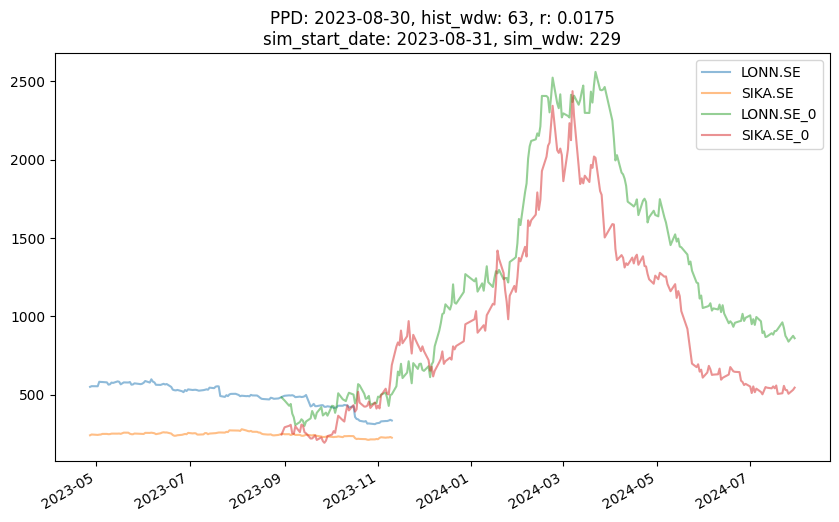 PPD: 2023-08-30, hist_wdw: 63, r: 0.0175
sim_start_date: 2023-08-31, sim_wdw: 229
LONN.SE
SIKA.SE
LONN.SE_0
SIKA.SE_0
2500
2000
1500
1000
500
2023-05
2023-07
2023-09
2023-11
2024-01
2024-03
2024-05
2024-07